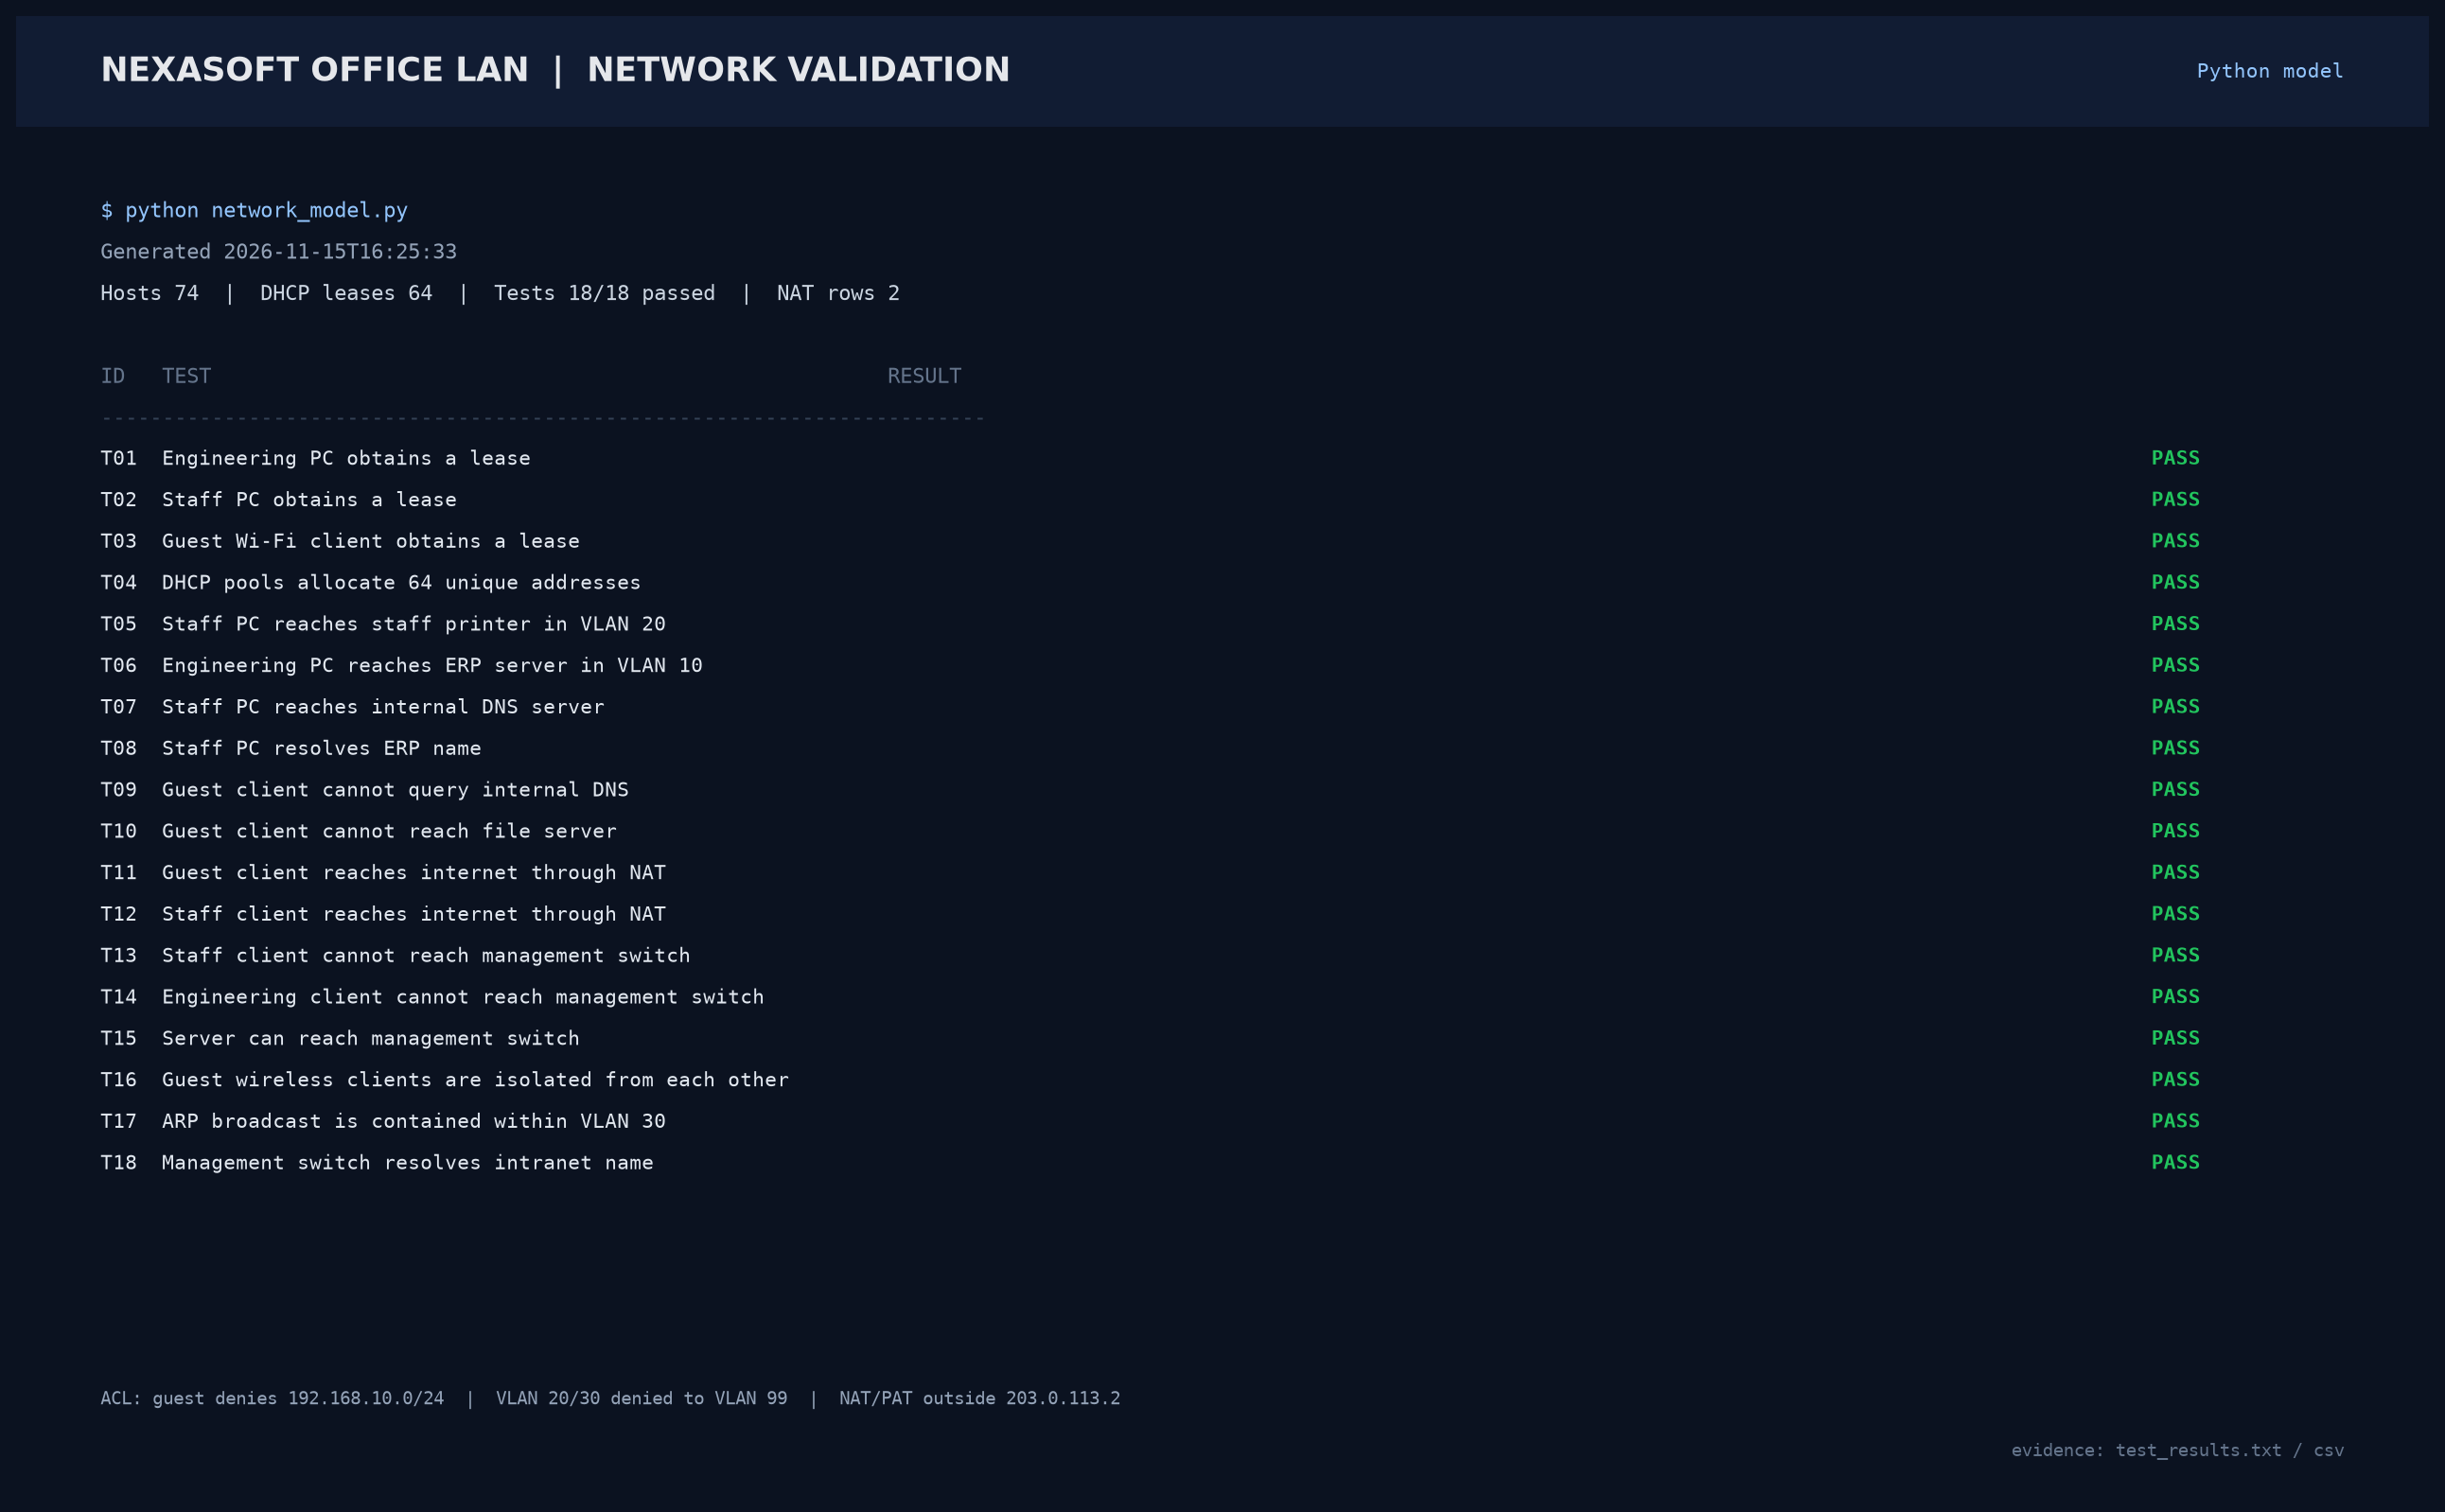 NEXASOFT OFFICE LAN | NETWORK VALIDATION
Python model
$ python network_model.py
Generated 2026-11-15T16:25:33
Hosts 74 | DHCP leases 64 | Tests 18/18 passed | NAT rows 2
ID TEST RESULT
------------------------------------------------------------------------
T01 Engineering PC obtains a lease PASS
T02 Staff PC obtains a lease PASS
T03 Guest Wi-Fi client obtains a lease PASS
T04 DHCP pools allocate 64 unique addresses PASS
T05 Staff PC reaches staff printer in VLAN 20 PASS
T06 Engineering PC reaches ERP server in VLAN 10 PASS
T07 Staff PC reaches internal DNS server PASS
T08 Staff PC resolves ERP name PASS
T09 Guest client cannot query internal DNS PASS
T10 Guest client cannot reach file server PASS
T11 Guest client reaches internet through NAT PASS
T12 Staff client reaches internet through NAT PASS
T13 Staff client cannot reach management switch PASS
T14 Engineering client cannot reach management switch PASS
T15 Server can reach management switch PASS
T16 Guest wireless clients are isolated from each other PASS
T17 ARP broadcast is contained within VLAN 30 PASS
T18 Management switch resolves intranet name PASS
ACL: guest denies 192.168.10.0/24 | VLAN 20/30 denied to VLAN 99 | NAT/PAT outside 203.0.113.2
evidence: test_results.txt / csv